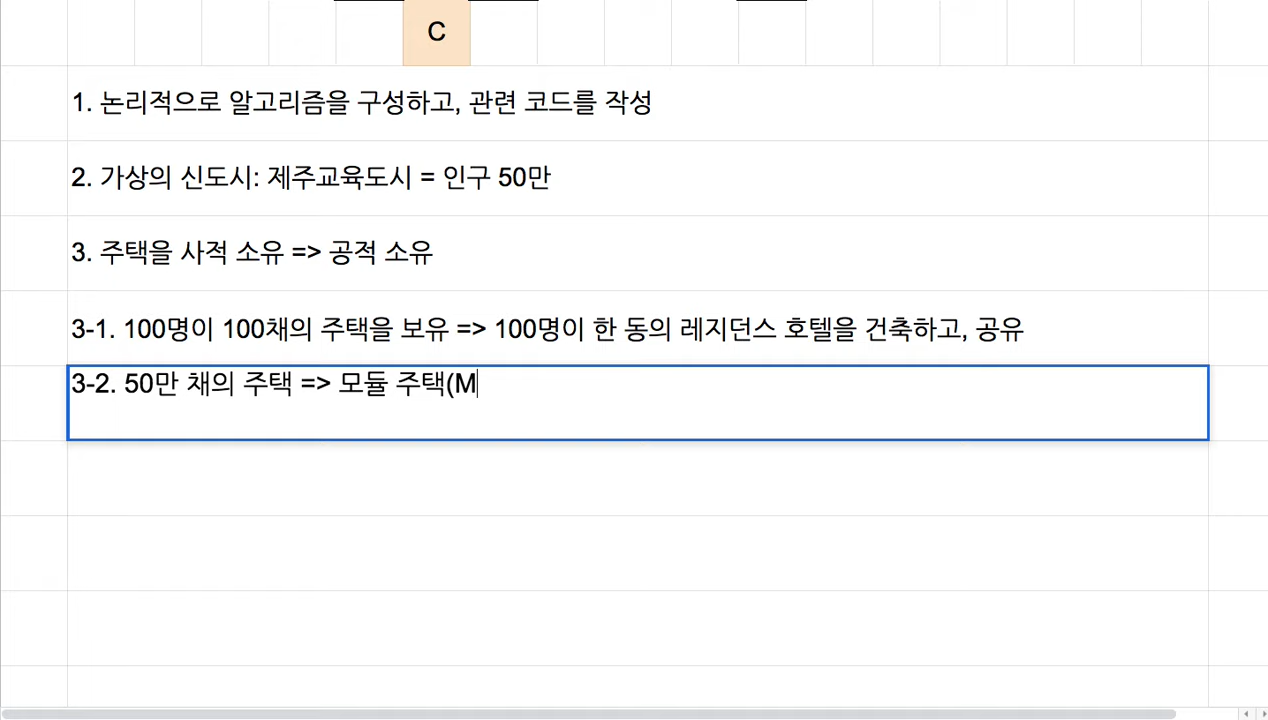 C
1. 논리적으로 알고리즘을 구성하고, 관련 코드를 작성
2. 가상의 신도시: 제주교육도시 = 인구 50만
3. 주택을 사적 소유 => 공적 소유
3-1. 100명이 100채의 주택을 보유 => 100명이 한 동의 레지던스 호텔을 건축하고, 공유
3-2. 50만 채의 주택 => 모듈 주택(M